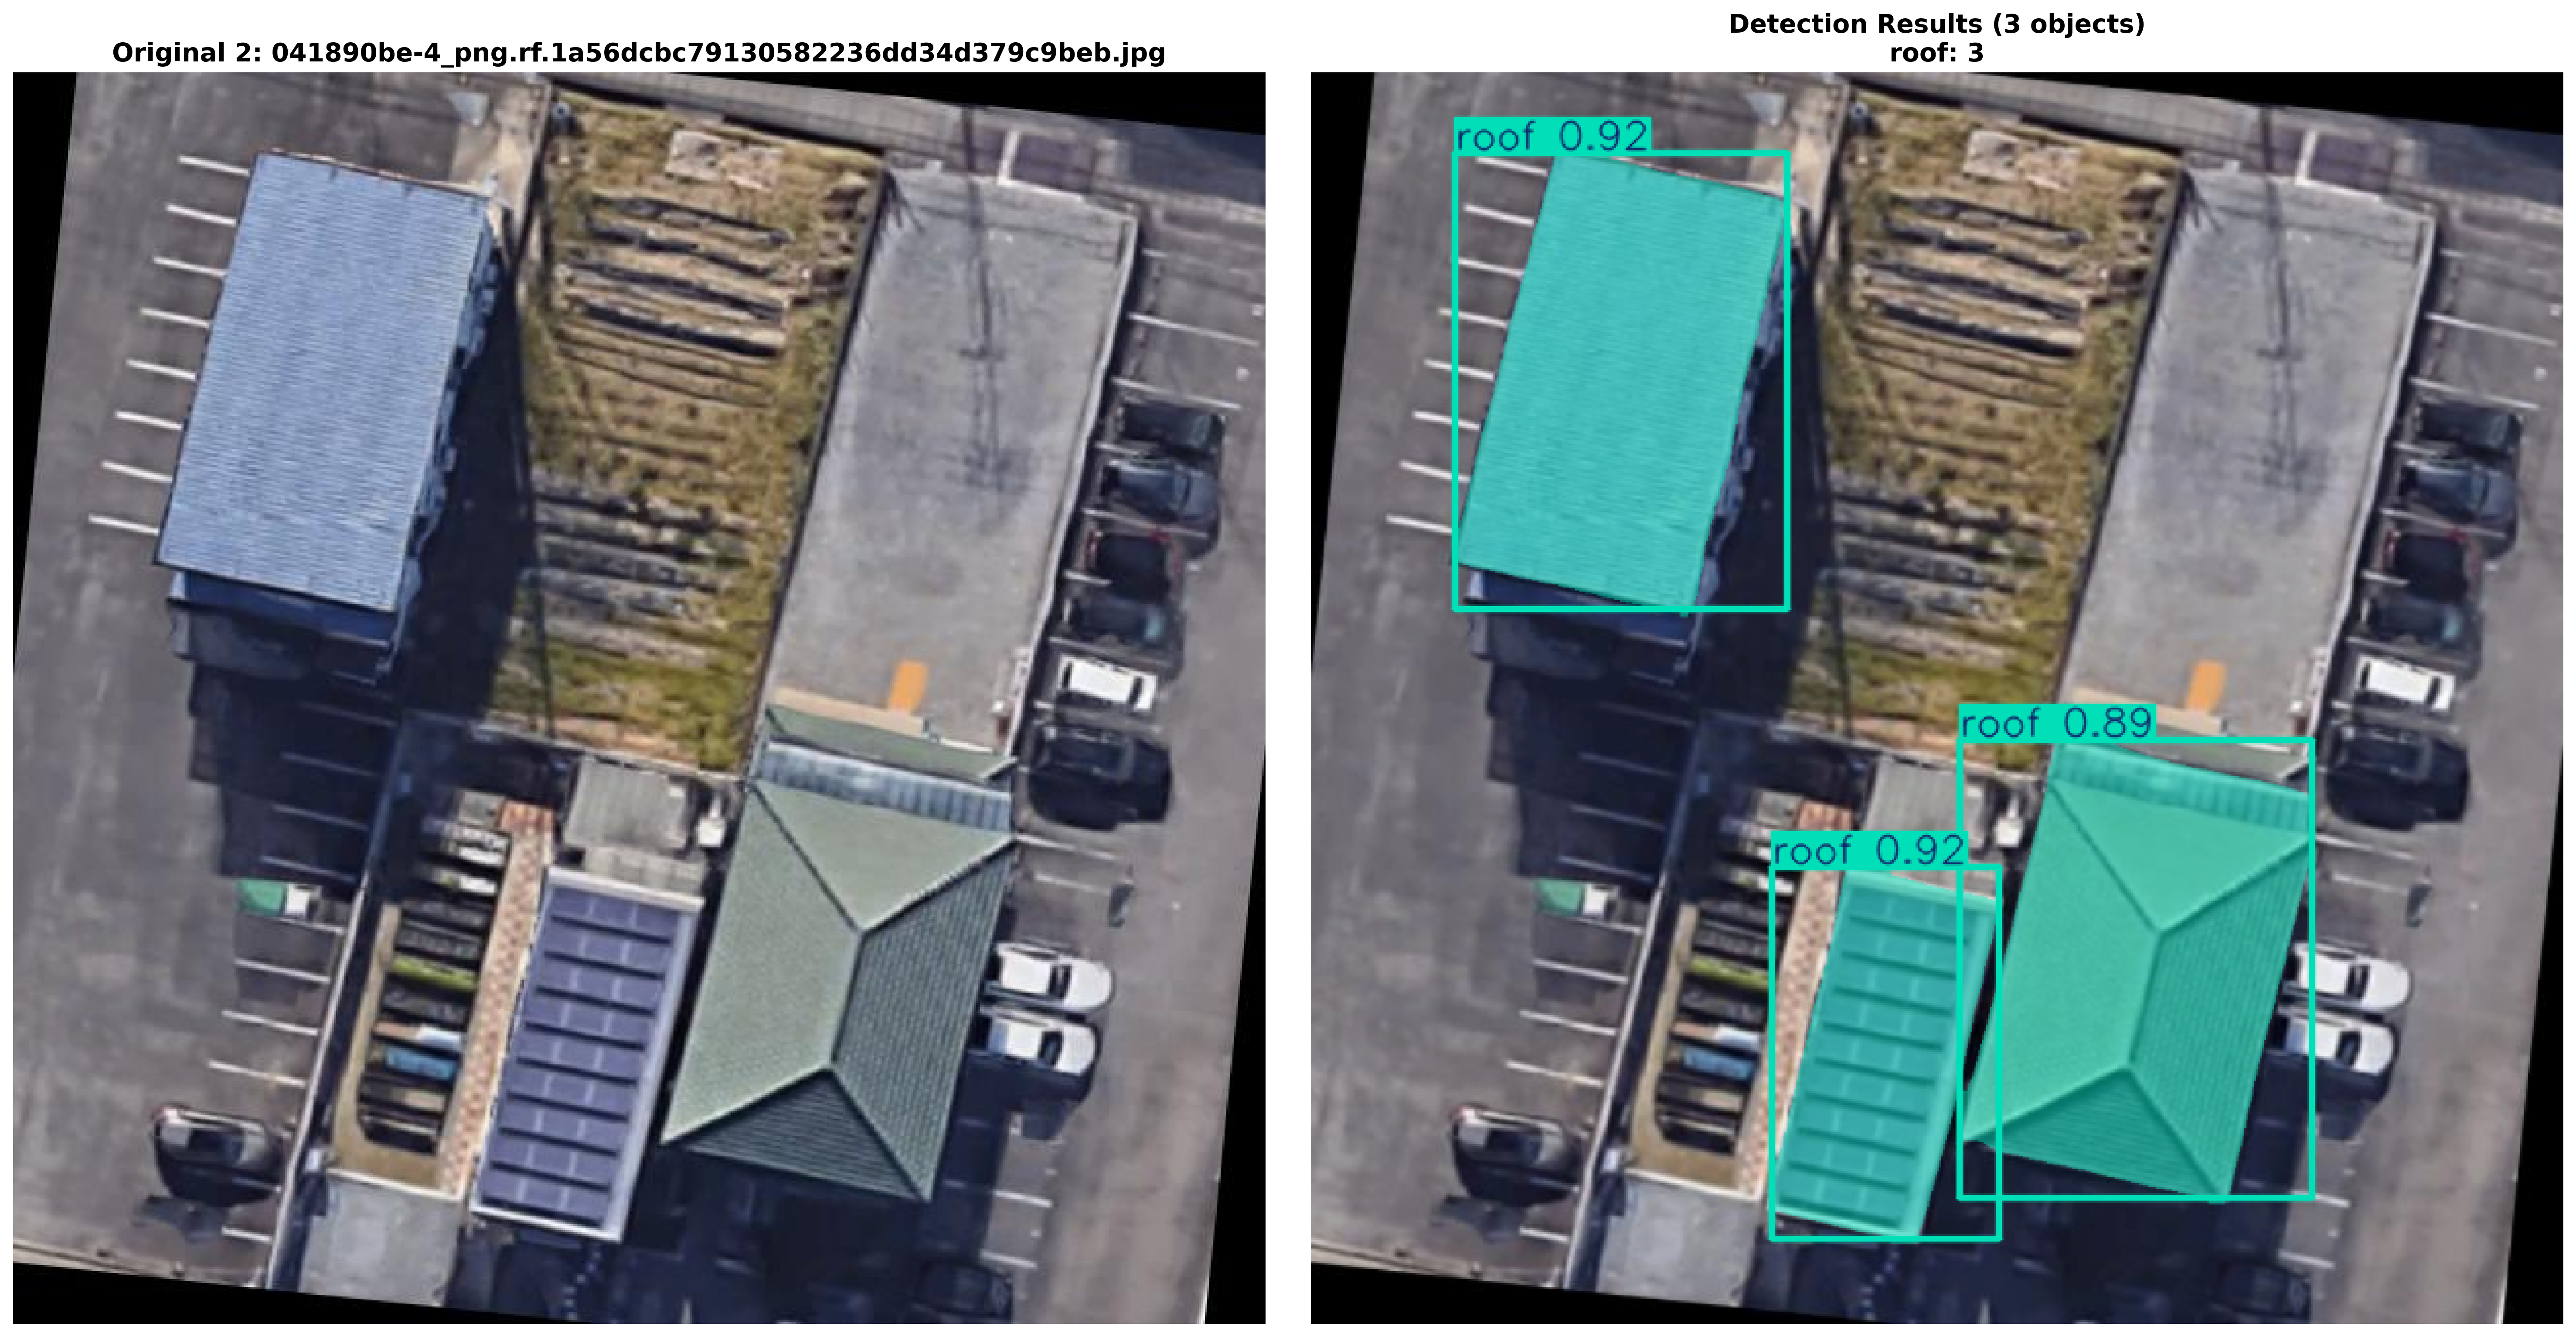 Original 2: 041890be-4_png.rf.1a56dcbc79130582236dd34d379c9beb.jpg
Detection Results (3 objects)
roof: 3
roof 0.92
roof 0.89
roof 0.92